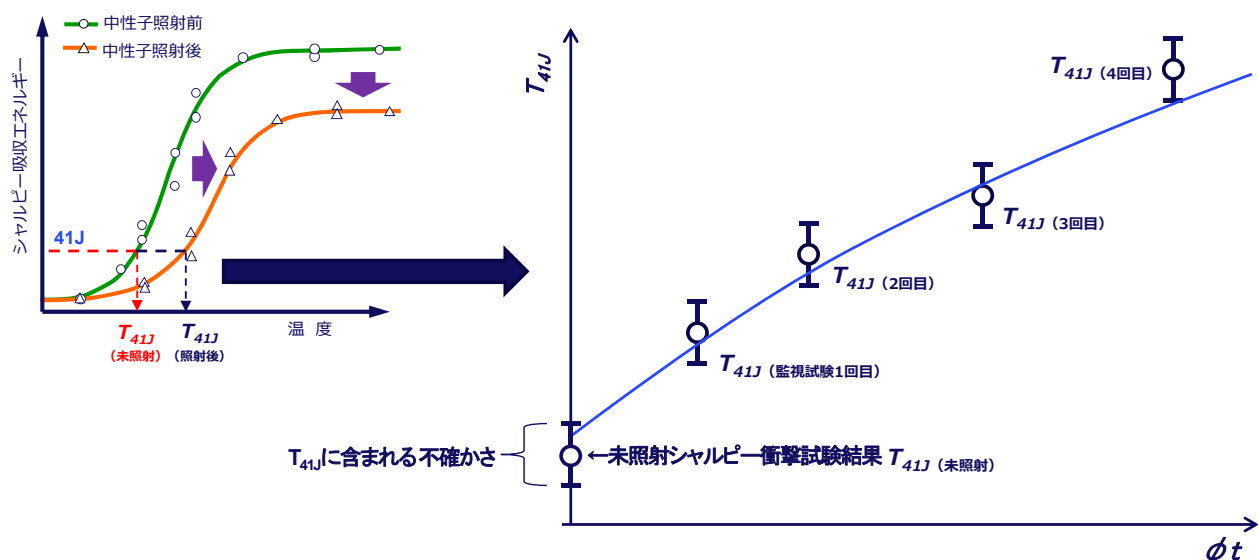 中性子照射前
中性子照射後
シャルピー吸収エネルギー
41J
T41J
(未照射)
T41J
(照射後)
温 度
T41J
T41J(4回目)
T41J(3回目)
T41J(2回目)
T41J(監視試験1回目)
T41Jに含まれる不確かさ
←未照射シャルピー衝撃試験結果 T41J(未照射)
ϕt